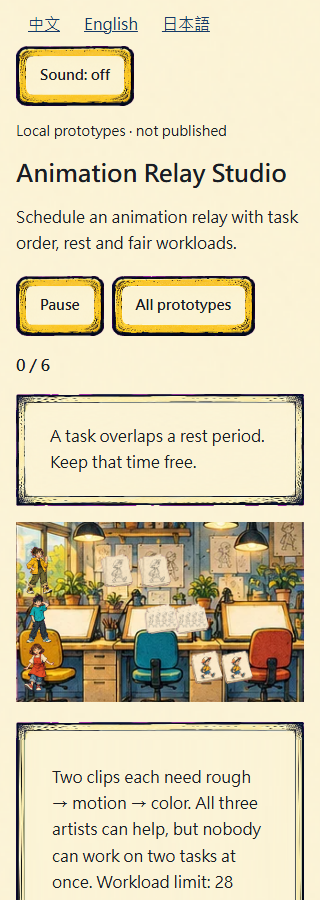 中文 English 日本語
Sound: off
Local prototypes · not published
Animation Relay Studio
Schedule an animation relay with task
order, rest and fair workloads.
Pause All prototypes
0 / 6
A task overlaps a rest period.
Keep that time free.
Two clips each need rough
→ motion → color. All three
artists can help, but nobody
can work on two tasks at
once. Workload limit: 28